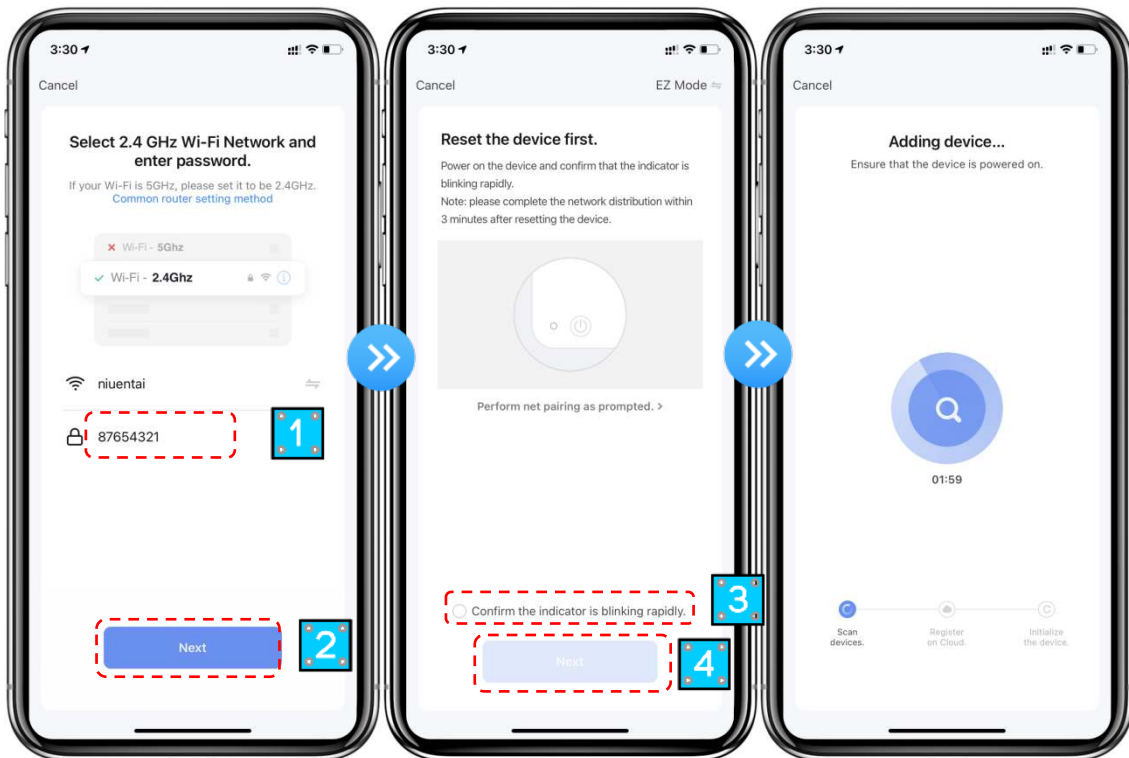 3:30
Cancel
Select 2.4 GHz Wi-Fi Network and
enter password.
If your Wi-Fi is 5GHz, please set it to be 2.4GHz.
Common router setting method
Wi-Fi - 5Ghz
Wi-Fi - 2.4Ghz
niuentai
87654321
1
Next
2
3:30
Cancel
EZ Mode
Reset the device first.
Power on the device and confirm that the indicator is
blinking rapidly.
Note: please complete the network distribution within
3 minutes after resetting the device.
Perform net pairing as prompted. >
Confirm the indicator is blinking rapidly.
3
Next
4
3:30
Cancel
Adding device...
Ensure that the device is powered on.
01:59
Scan
devices.
Register
on Cloud.
Initialize
the device.